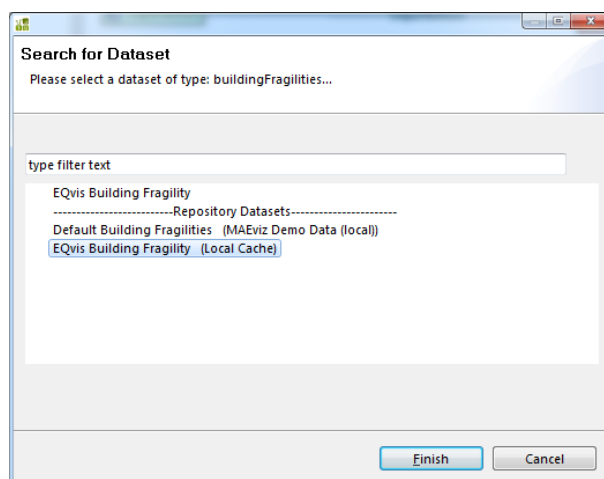 Search for Dataset
Please select a dataset of type: buildingFragilities...
type filter text
EQvis Building Fragility
--------------------------Repository Datasets-----------------------
Default Building Fragilities (MAEviz Demo Data (local))
EQvis Building Fragility (Local Cache)
Finish Cancel